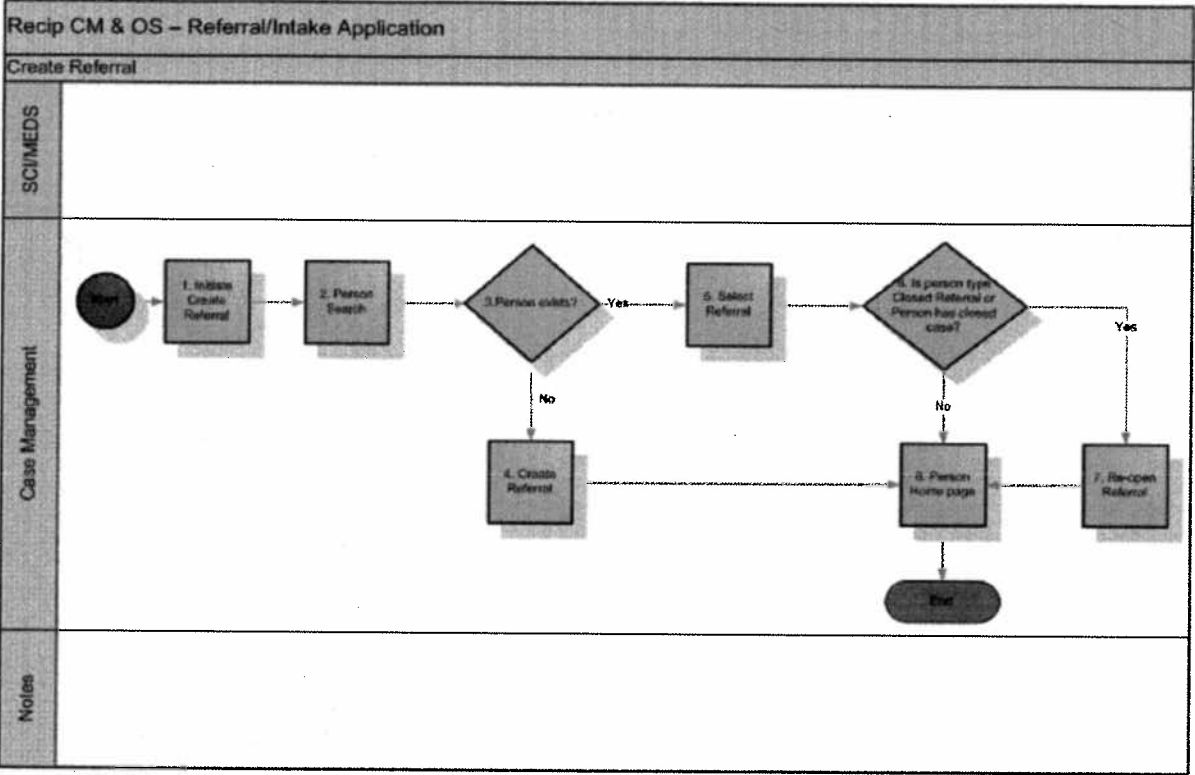 Recip CM & OS – Referral/Intake Application
Create Referral
SCI/MEDS
Case Management
Start
1. Initiate
Create
Referral
2. Person
Search
3.Person exists?
Yes
5. Select
Referral
6. Is person type
Closed Referral or
Person has closed
case?
Yes
No
No
4. Create
Referral
8. Person
Home page
7. Re-open
Referral
End
Notes